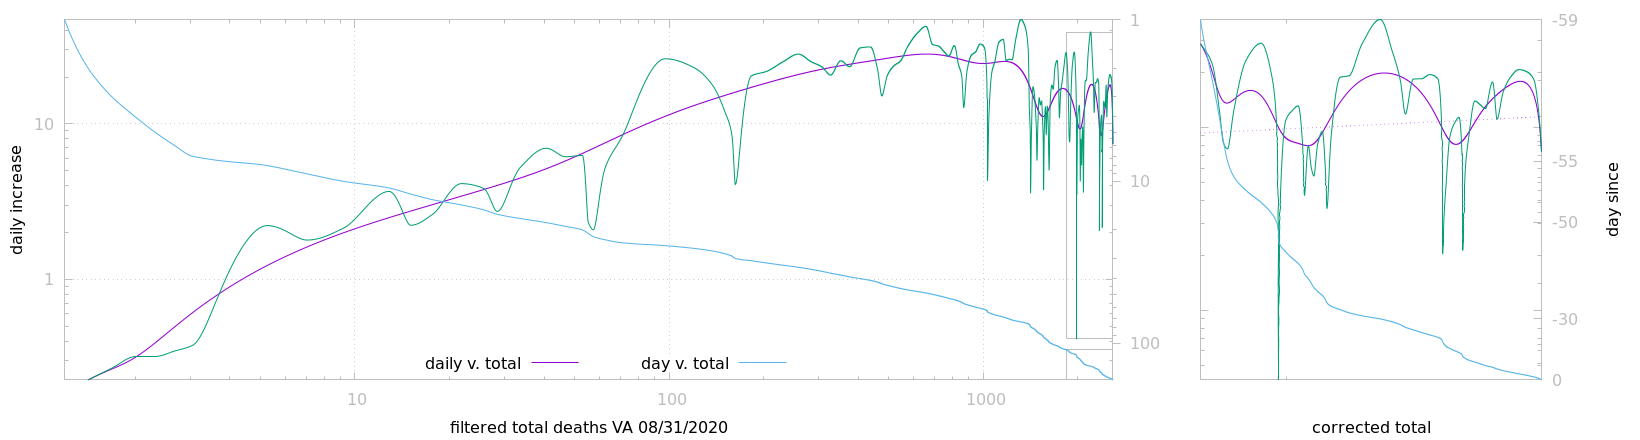 daily increase
10
1
daily v. total
day v. total
10
100
1000
filtered total deaths VA 08/31/2020
1
10
100
-59
-55
-50
-30
0
day since
corrected total